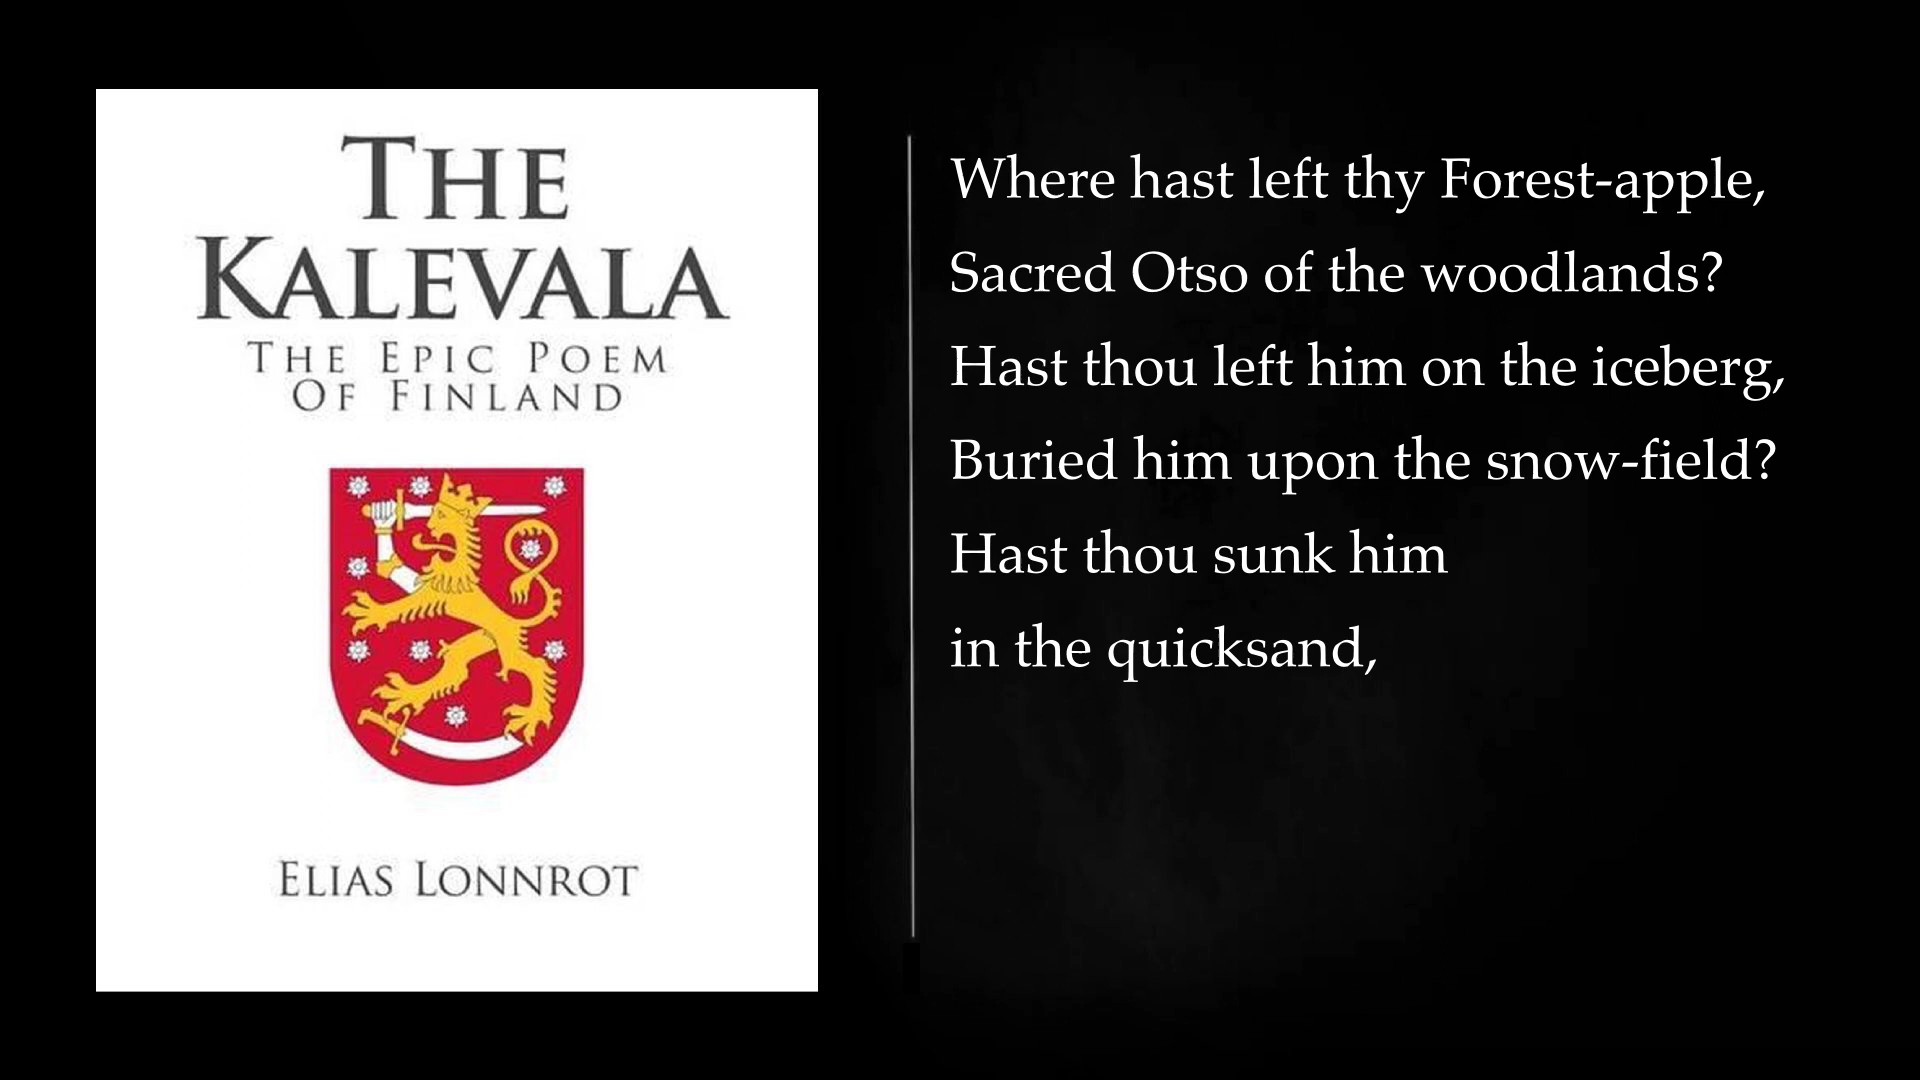 THE
KALEVALA
THE EPIC POEM
OF FINLAND
ELIAS LONNROT
Where hast left thy Forest-apple,
Sacred Otso of the woodlands?
Hast thou left him on the iceberg,
Buried him upon the snow-field?
Hast thou sunk him
in the quicksand,